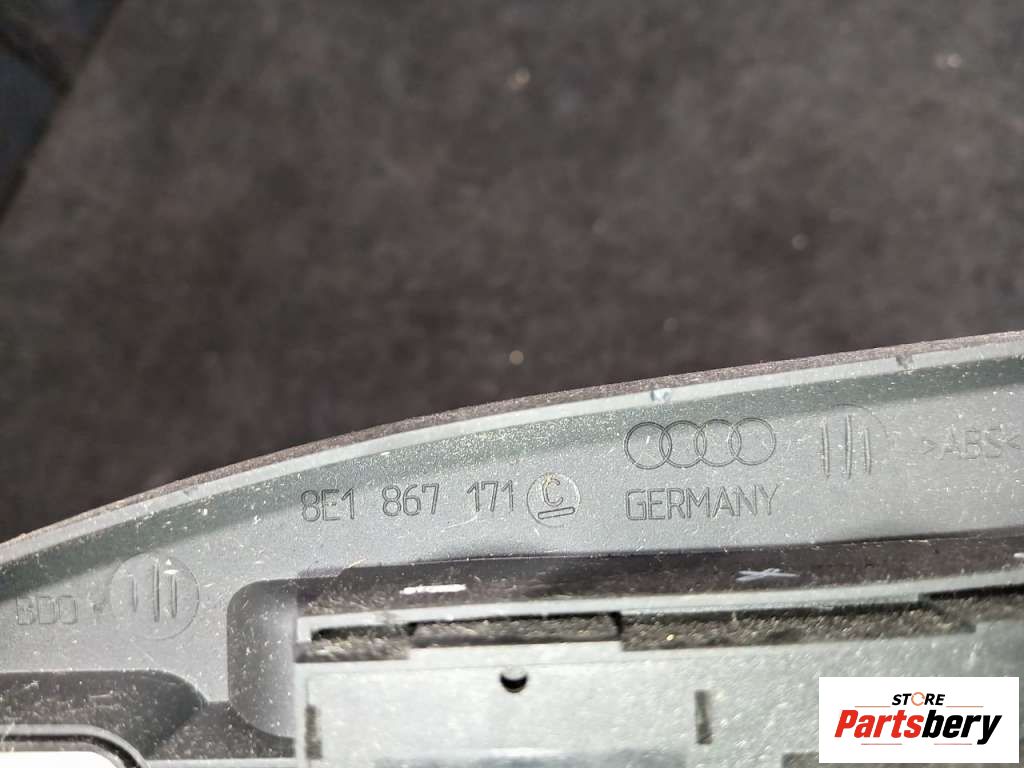 8E1 867 171 C
GERMANY
>ABS<
STORE
Partsbery